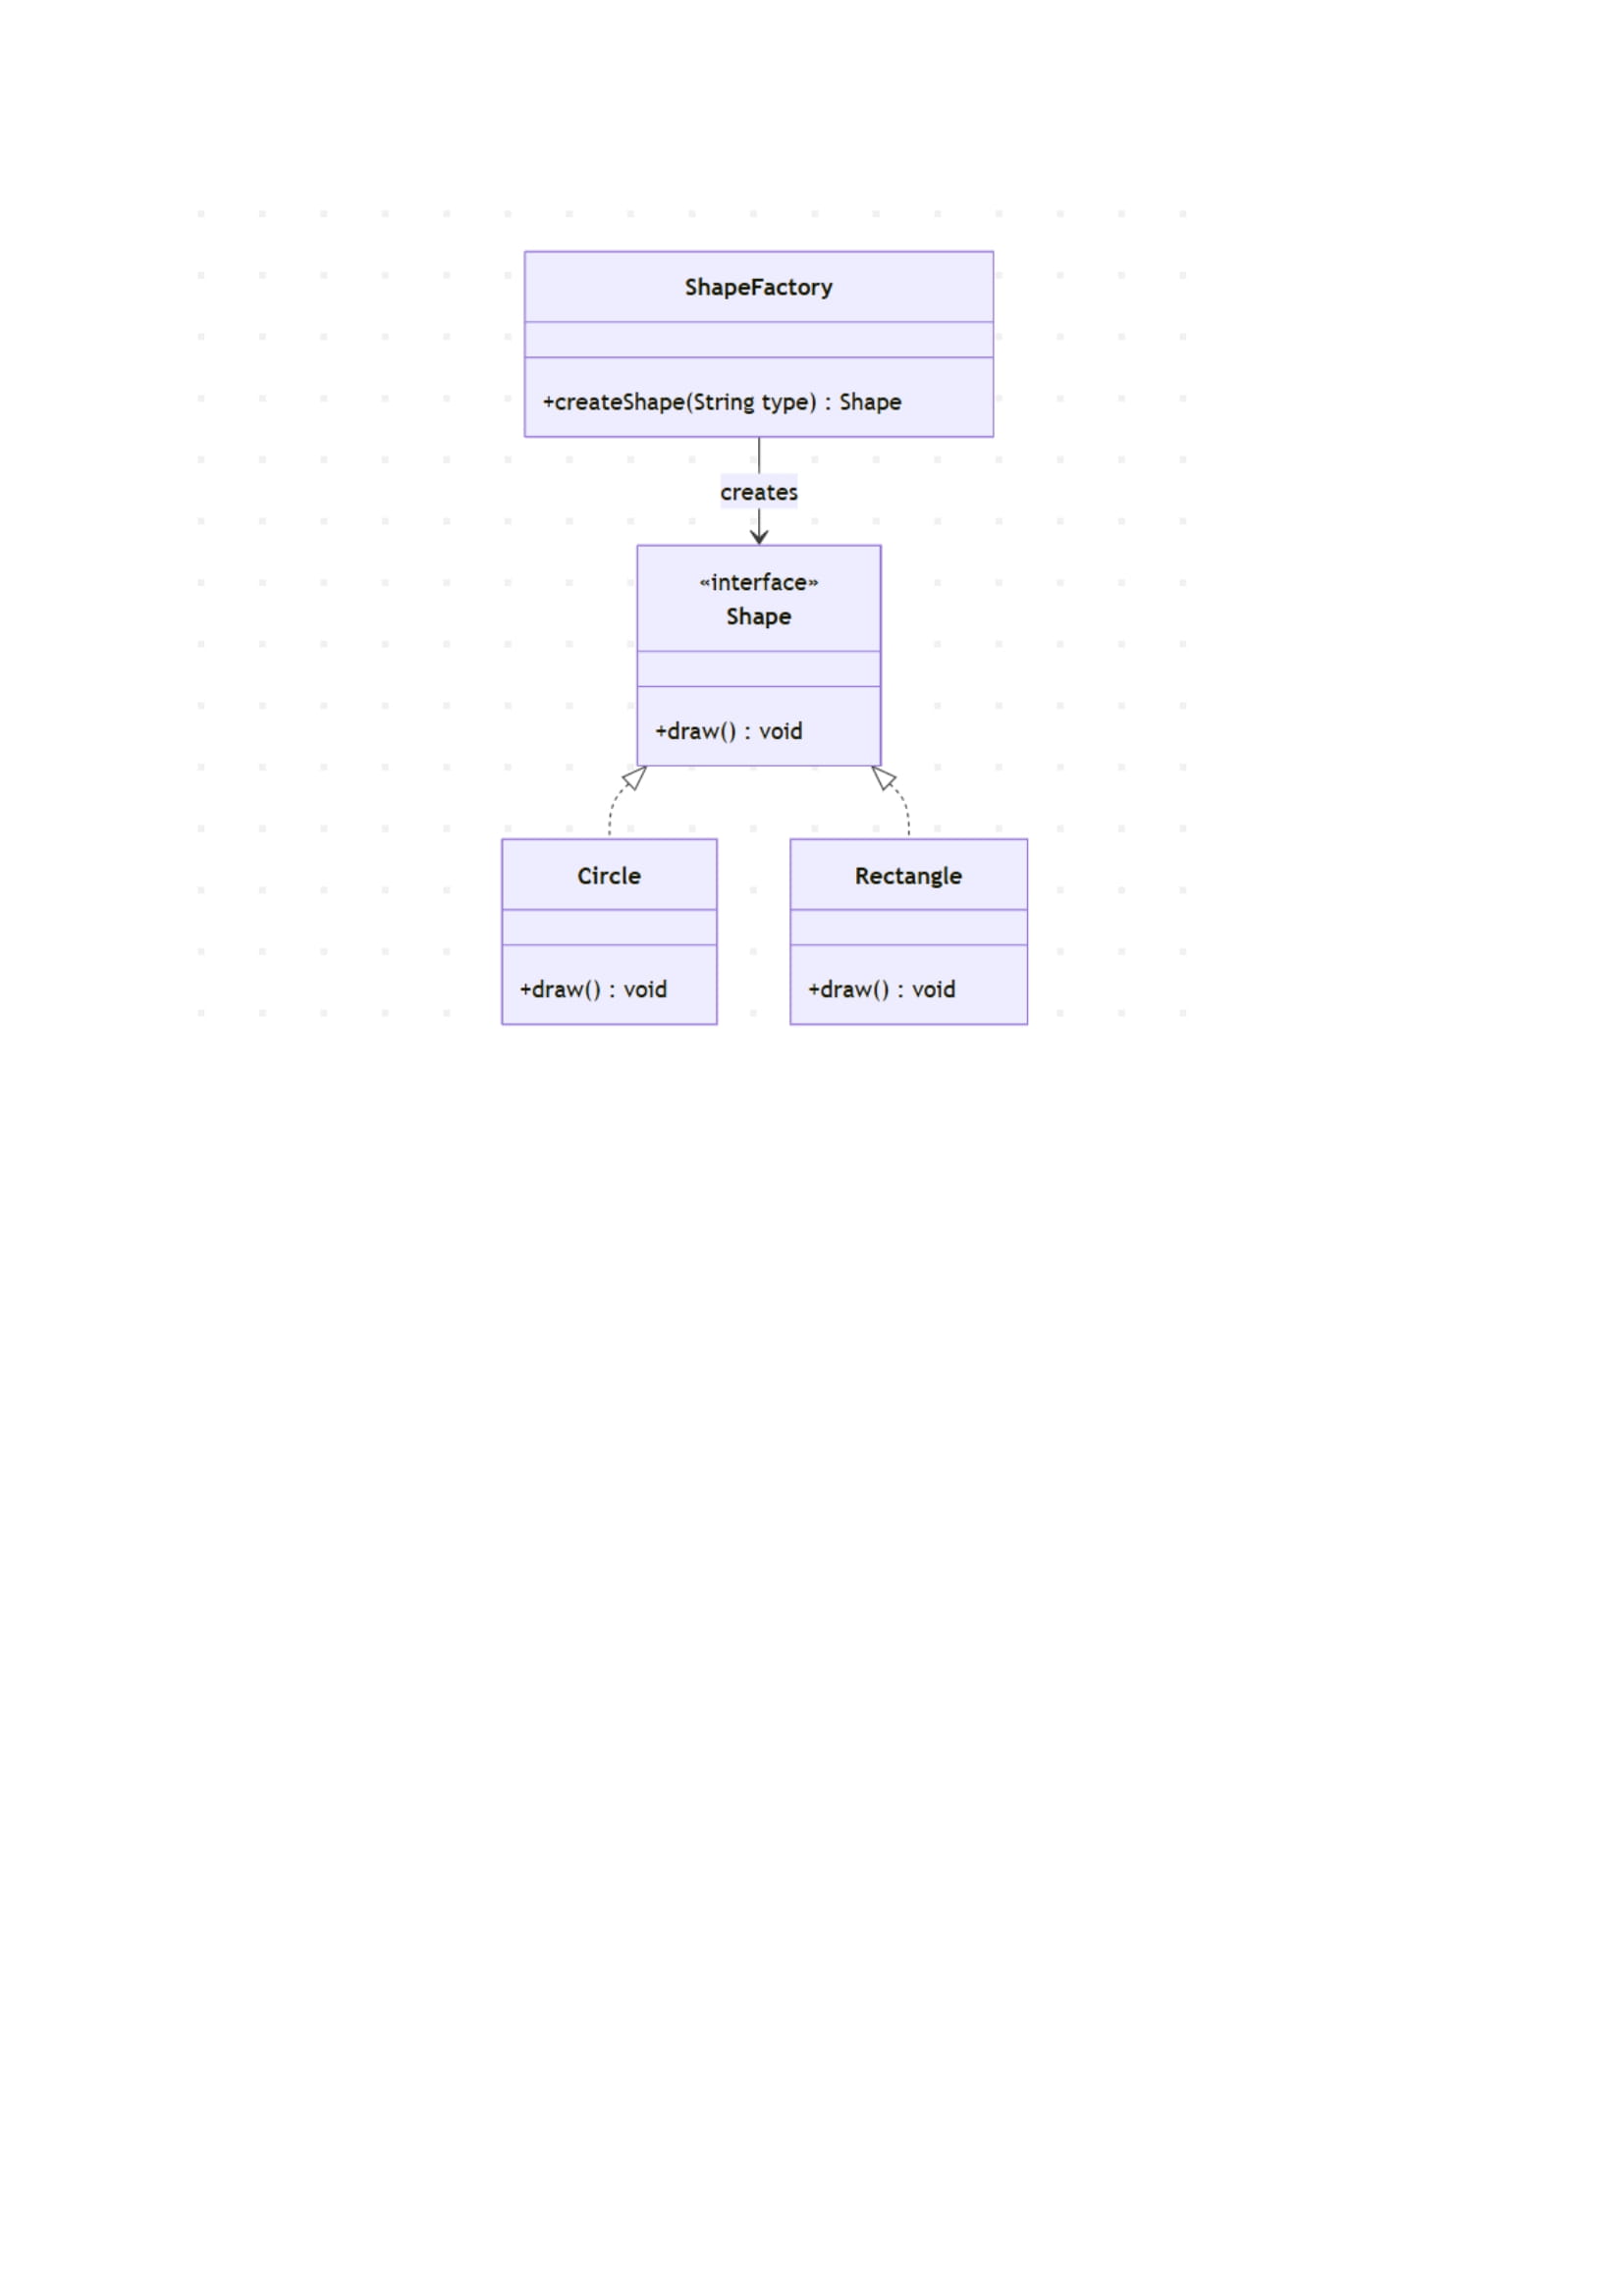 ShapeFactory
+createShape(String type) : Shape
creates
«interface»
Shape
+draw() : void
Circle
Rectangle
+draw() : void
+draw() : void